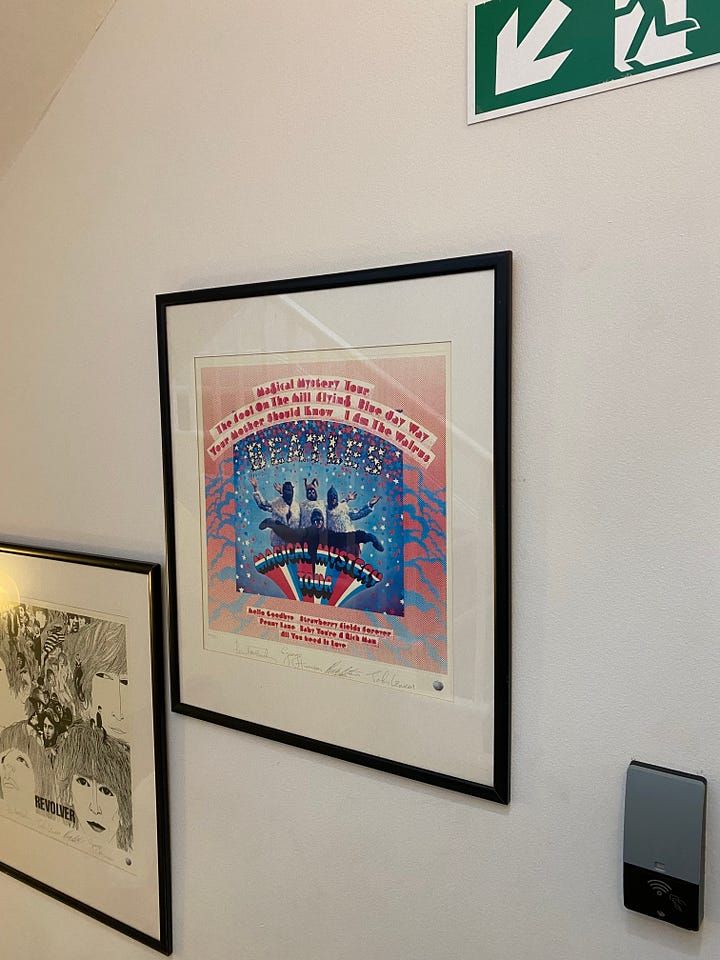 Magical Mystery Tour
The Fool On The Hill Flying Blue Jay Way
Your Mother Should Know I Am The Walrus
BEATLES
MAGICAL MYSTERY
TOUR
Hello Goodbye Strawberry Fields Forever
Penny Lane Baby You're A Rich Man
All You Need Is Love
REVOLVER